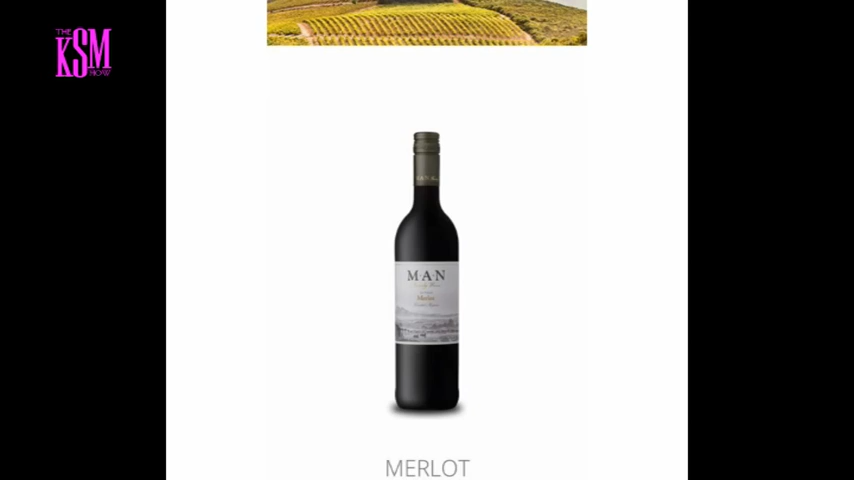 THE
KSM
SHOW
M·A·N
Merlot
MERLOT